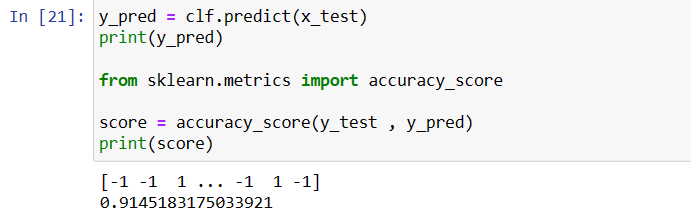 In [21]: y_pred = clf.predict(x_test)
print(y_pred)
from sklearn.metrics import accuracy_score
score = accuracy_score(y_test , y_pred)
print(score)
[-1 -1  1 ... -1  1 -1]
0.9145183175033921